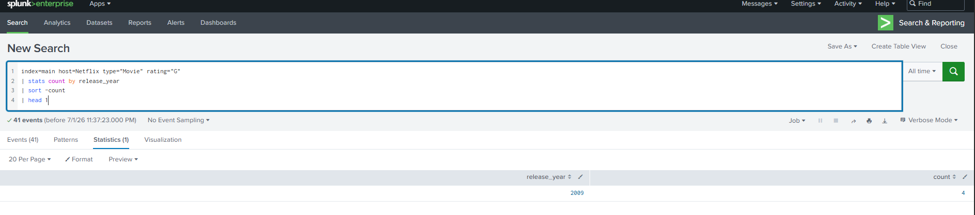 splunk>enterprise Apps ▾ Messages ▾ Settings ▾ Activity ▾ Help ▾ Find
Search Analytics Datasets Reports Alerts Dashboards > Search & Reporting
New Search Save As ▾ Create Table View Close
1 index=main host=Netflix type="Movie" rating="G"
2 | stats count by release_year
3 | sort -count
4 | head 1
All time ▾
✓ 41 events (before 7/1/26 11:37:23.000 PM) No Event Sampling ▾ Job ▾ Verbose Mode ▾
Events (41) Patterns Statistics (1) Visualization
20 Per Page ▾ Format Preview ▾
release_year count
2009 4